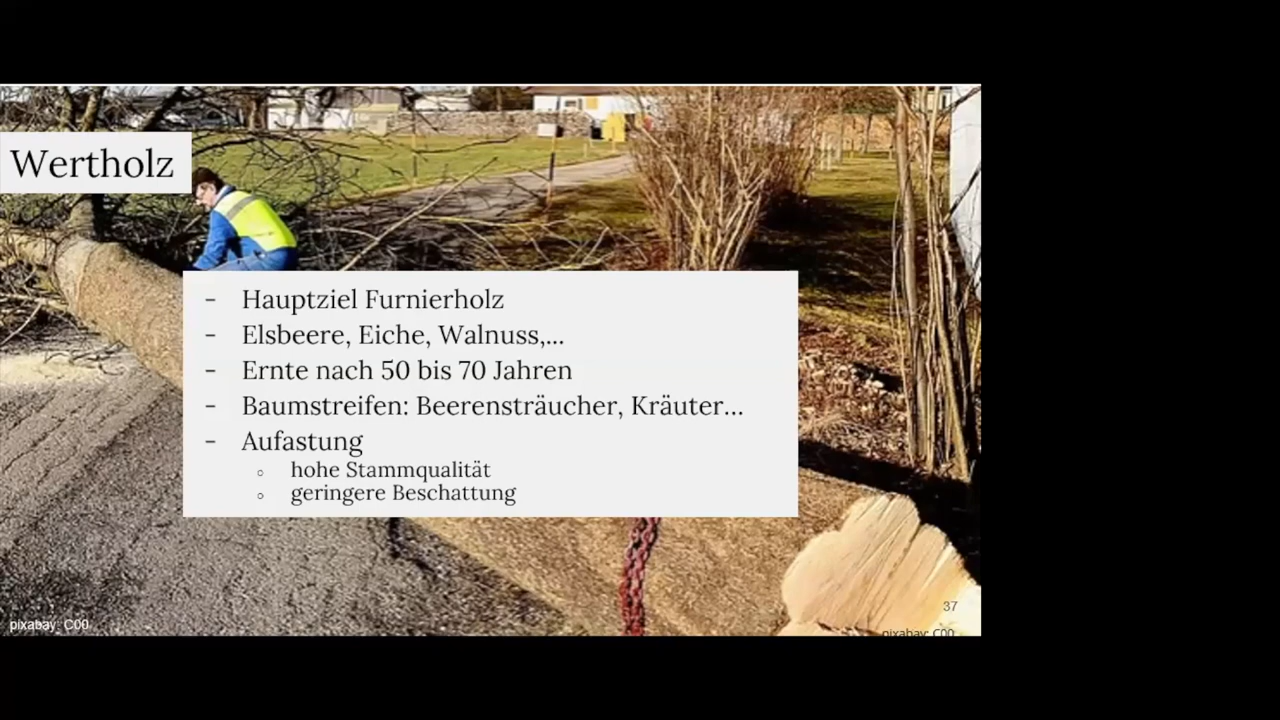 Wertholz
- Hauptziel Furnierholz
- Elsbeere, Eiche, Walnuss,...
- Ernte nach 50 bis 70 Jahren
- Baumstreifen: Beerensträucher, Kräuter...
- Aufastung
○ hohe Stammqualität
○ geringere Beschattung
37
pixabay: C00
pixabay: C00